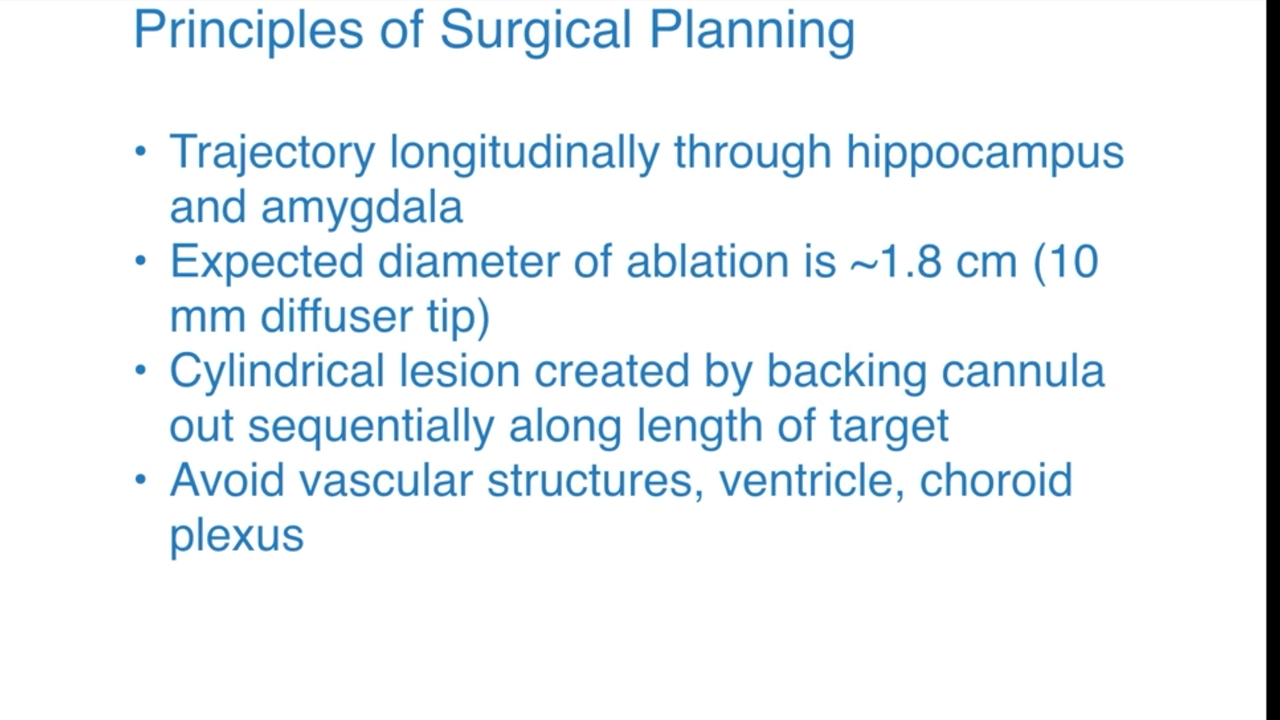 Principles of Surgical Planning
• Trajectory longitudinally through hippocampus
and amygdala
• Expected diameter of ablation is ~1.8 cm (10
mm diffuser tip)
• Cylindrical lesion created by backing cannula
out sequentially along length of target
• Avoid vascular structures, ventricle, choroid
plexus